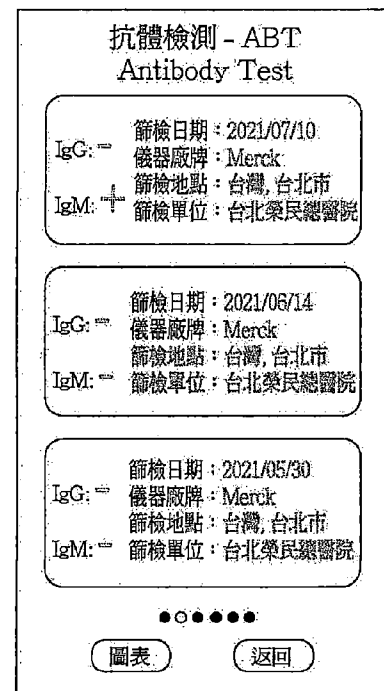 抗體檢測 - ABT
Antibody Test
IgG: -
篩檢日期：2021/07/10
儀器廠牌：Merck
篩檢地點：台灣, 台北市
IgM: +
篩檢單位：台北榮民總醫院
IgG: -
篩檢日期：2021/06/14
儀器廠牌：Merck
篩檢地點：台灣, 台北市
IgM: -
篩檢單位：台北榮民總醫院
IgG: -
篩檢日期：2021/05/30
儀器廠牌：Merck
篩檢地點：台灣, 台北市
IgM: -
篩檢單位：台北榮民總醫院
圖表
返回